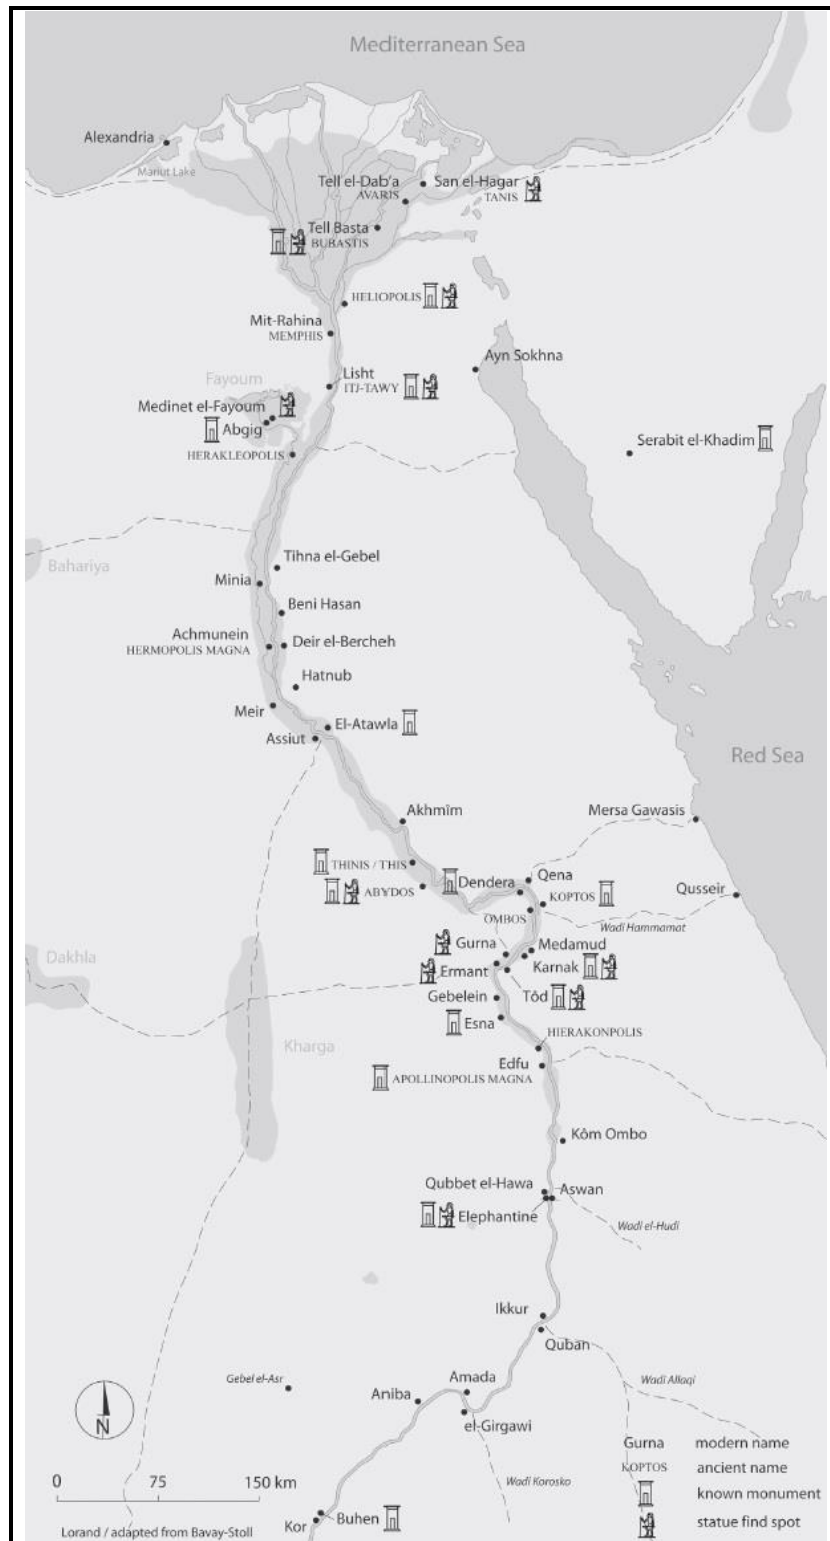 Mediterranean Sea
Alexandria
Mariut Lake
Tell el-Dab'a
AVARIS
San el-Hagar
TANIS
Tell Basta
BUBASTIS
HELIOPOLIS
Mit-Rahina
MEMPHIS
Ayn Sokhna
Lisht
ITJ-TAWY
Fayoum
Medinet el-Fayoum
Abgig
Serabit el-Khadim
HERAKLEOPOLIS
Bahariya
Tihna el-Gebel
Minia
Beni Hasan
Achmunein
HERMOPOLIS MAGNA
Deir el-Bercheh
Hatnub
Meir
El-Atawla
Assiut
Red Sea
Akhmîm
Mersa Gawasis
THINIS / THIS
Dendera
Qena
ABYDOS
KOPTOS
Qusseir
OMBOS
Wadi Hammamat
Gurna
Medamud
Dakhla
Ermant
Karnak
Gebelein
Tôd
Esna
HIERAKONPOLIS
Kharga
Edfu
APOLLINOPOLIS MAGNA
Kôm Ombo
Qubbet el-Hawa
Aswan
Elephantine
Wadi el-Hudi
Ikkur
Quban
Gebel el-Asr
Amada
Wadi Allaqi
Aniba
el-Girgawi
N
Gurna modern name
KOPTOS ancient name
known monument
statue find spot
0 75 150 km
Wadi Korosko
Buhen
Kor
Lorand / adapted from Bavay-Stoll